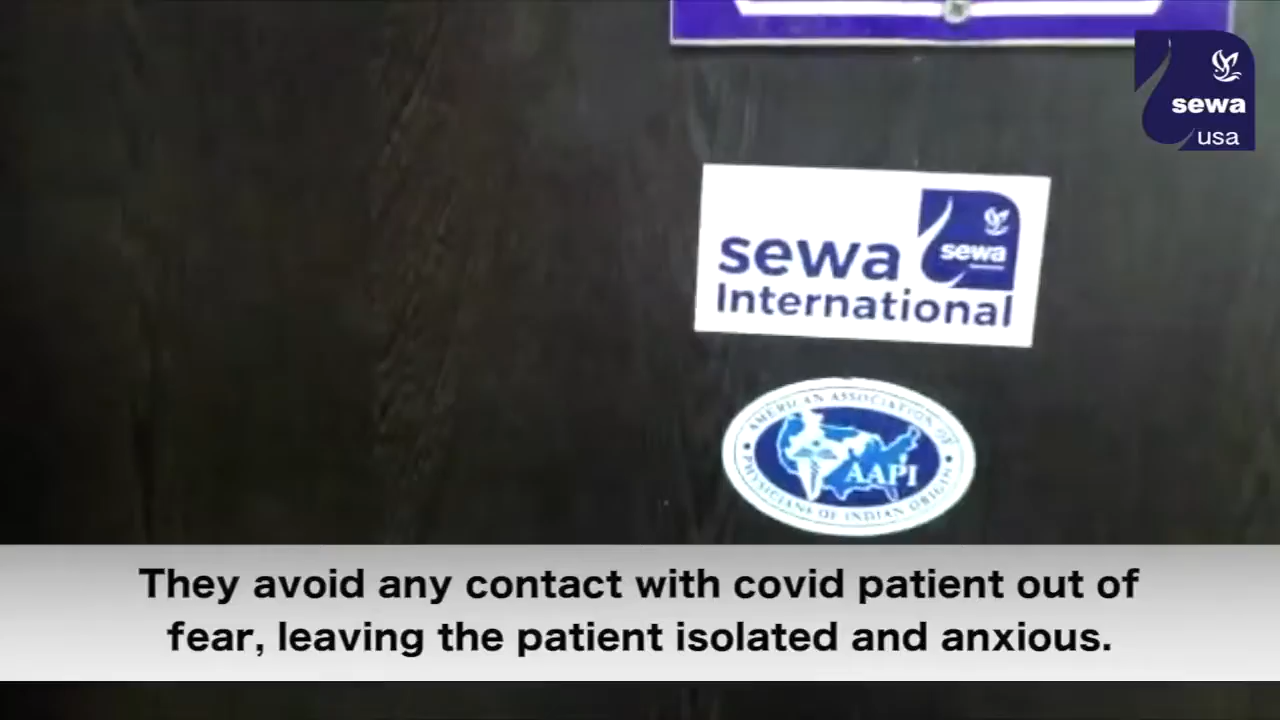 sewa
usa
sewa
sewa
International
AMERICAN ASSOCIATION OF
AAPI
PHYSICIANS OF INDIAN ORIGIN
They avoid any contact with covid patient out of
fear, leaving the patient isolated and anxious.